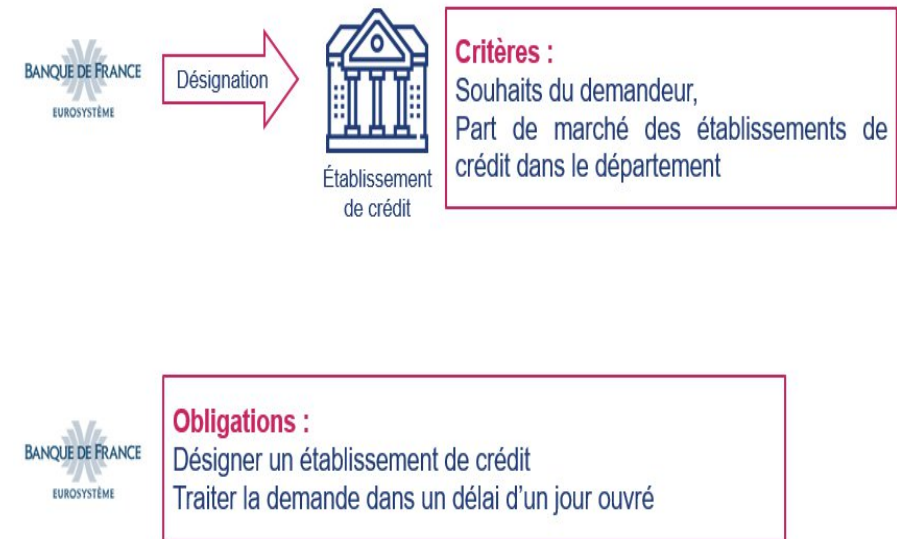 BANQUE DE FRANCE
EUROSYSTÈME
Désignation
Établissement
de crédit
Critères :
Souhaits du demandeur,
Part de marché des établissements de
crédit dans le département
BANQUE DE FRANCE
EUROSYSTÈME
Obligations :
Désigner un établissement de crédit
Traiter la demande dans un délai d’un jour ouvré